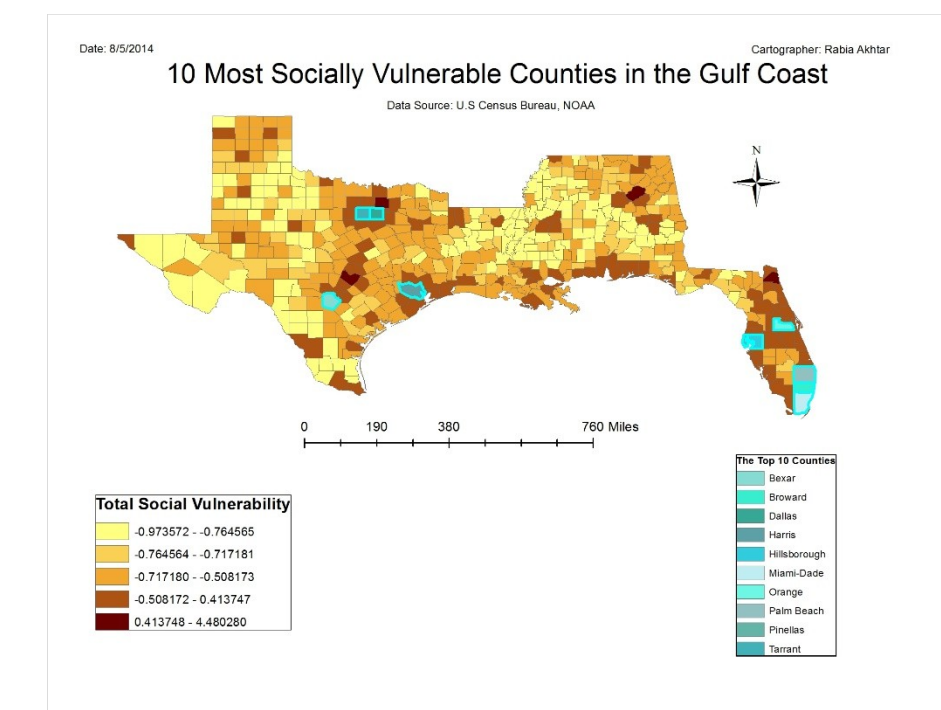 Date: 8/5/2014
Cartographer: Rabia Akhtar
10 Most Socially Vulnerable Counties in the Gulf Coast
Data Source: U.S Census Bureau, NOAA
N
0 190 380 760 Miles
The Top 10 Counties
Bexar
Broward
Dallas
Harris
Hillsborough
Miami-Dade
Orange
Palm Beach
Pinellas
Tarrant
Total Social Vulnerability
-0.973572 - -0.764565
-0.764564 - -0.717181
-0.717180 - -0.508173
-0.508172 - 0.413747
0.413748 - 4.480280